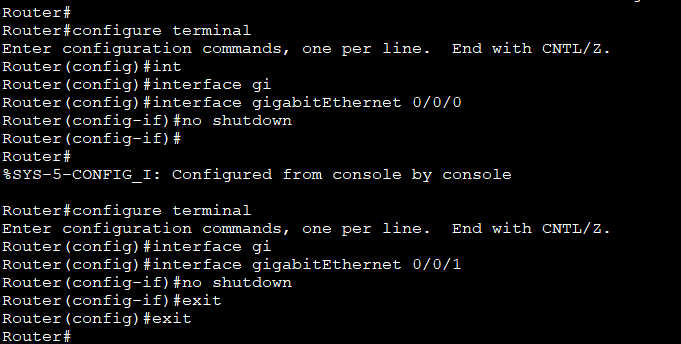 Router#
Router#configure terminal
Enter configuration commands, one per line.  End with CNTL/Z.
Router(config)#int
Router(config)#interface gi
Router(config)#interface gigabitEthernet 0/0/0
Router(config-if)#no shutdown
Router(config-if)#
Router#
%SYS-5-CONFIG_I: Configured from console by console
Router#configure terminal
Enter configuration commands, one per line.  End with CNTL/Z.
Router(config)#interface gi
Router(config)#interface gigabitEthernet 0/0/1
Router(config-if)#no shutdown
Router(config-if)#exit
Router(config)#exit
Router#